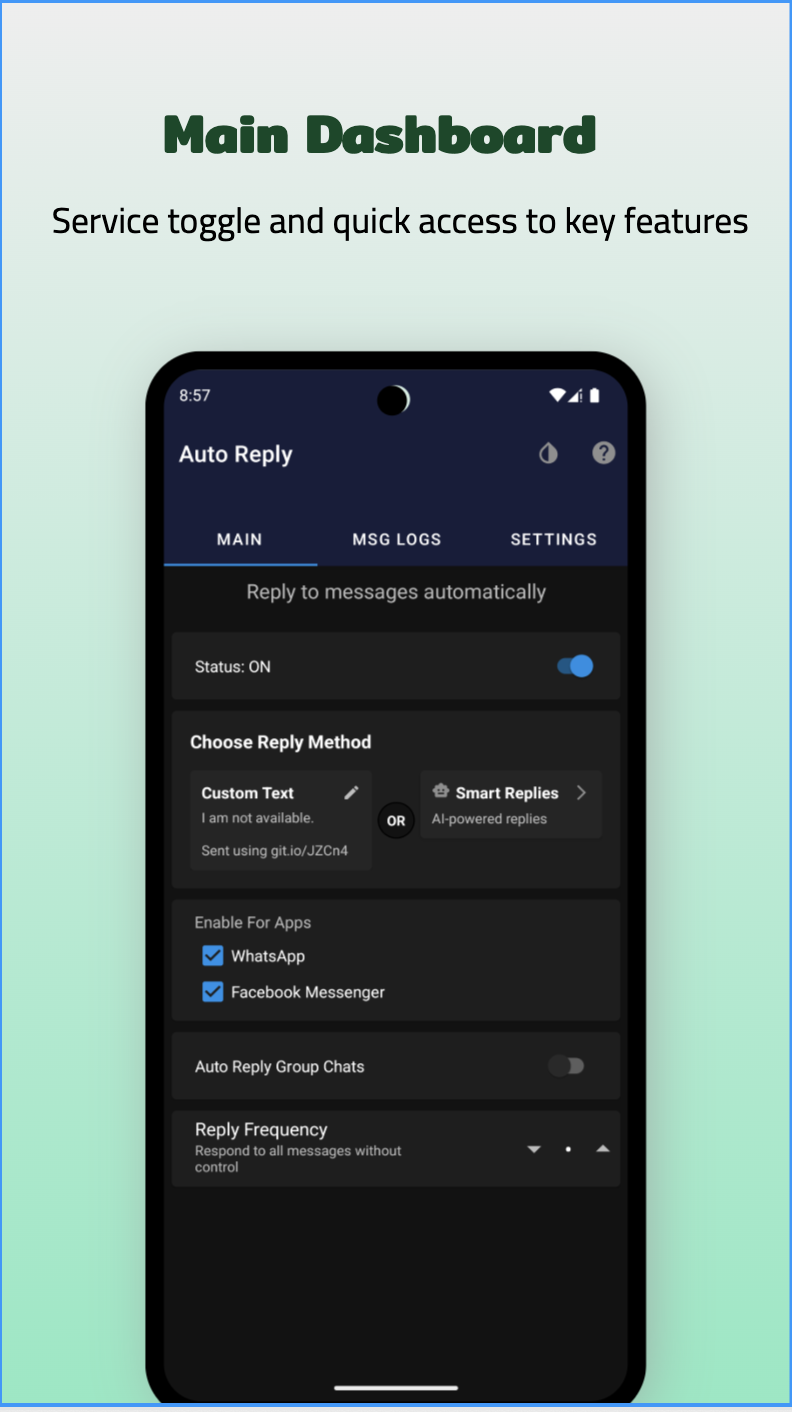 Main Dashboard
Service toggle and quick access to key features
8:57
Auto Reply
MAIN MSG LOGS SETTINGS
Reply to messages automatically
Status: ON
Choose Reply Method
Custom Text
I am not available.
Sent using git.io/JZCn4
OR
Smart Replies
AI-powered replies
Enable For Apps
WhatsApp
Facebook Messenger
Auto Reply Group Chats
Reply Frequency
Respond to all messages without
control